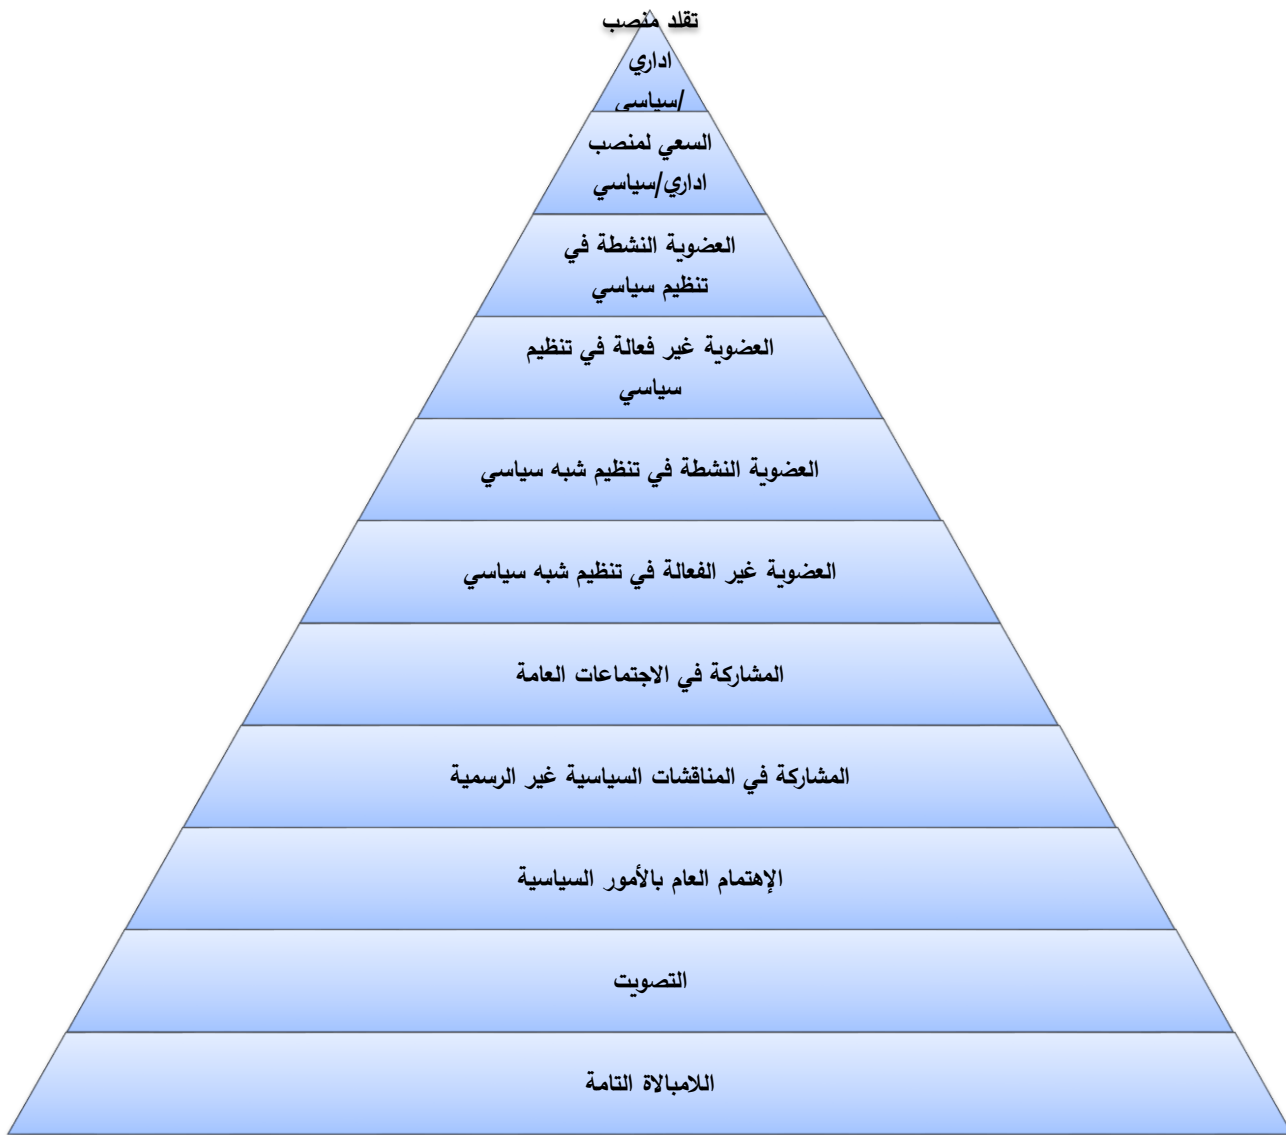 تقلد منصب
اداري
/سياسي
السعي لمنصب
اداري/سياسي
العضوية النشطة في
تنظيم سياسي
العضوية غير فعالة في تنظيم
سياسي
العضوية النشطة في تنظيم شبه سياسي
العضوية غير الفعالة في تنظيم شبه سياسي
المشاركة في الاجتماعات العامة
المشاركة في المناقشات السياسية غير الرسمية
الإهتمام العام بالأمور السياسية
التصويت
اللامبالاة التامة